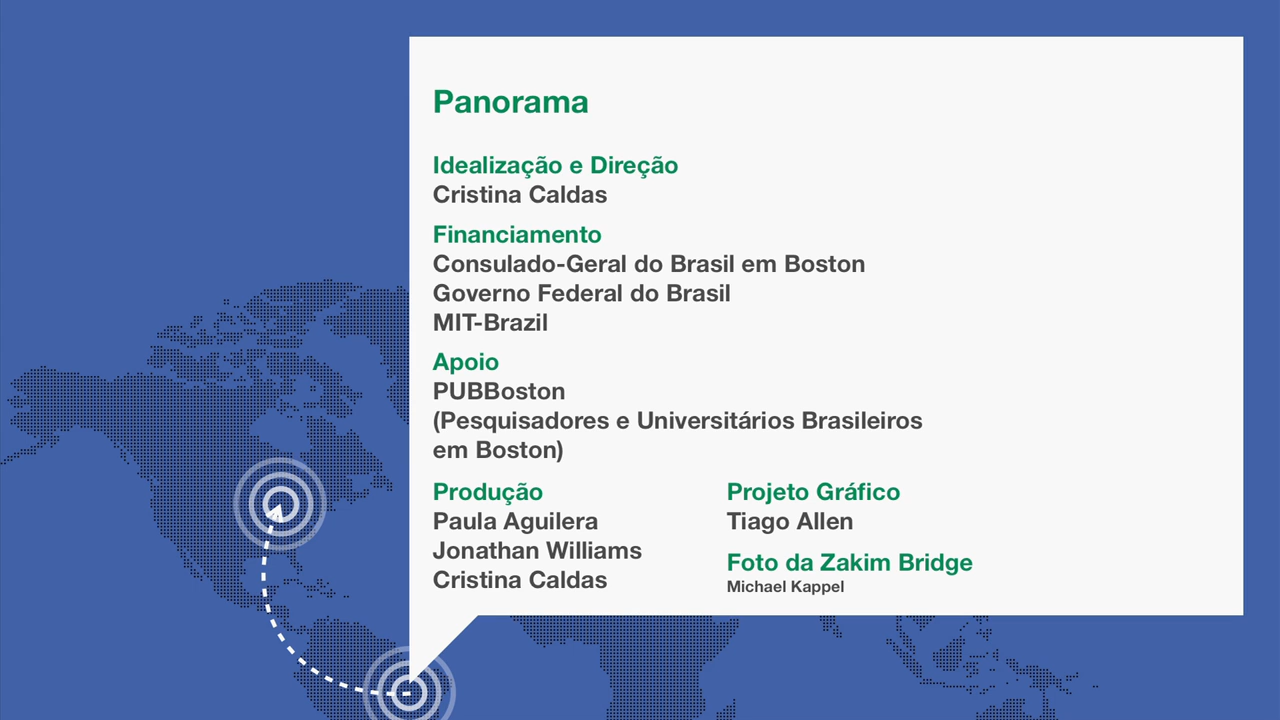 Panorama
Idealização e Direção
Cristina Caldas
Financiamento
Consulado-Geral do Brasil em Boston
Governo Federal do Brasil
MIT-Brazil
Apoio
PUBBoston
(Pesquisadores e Universitários Brasileiros
em Boston)
Produção
Paula Aguilera
Jonathan Williams
Cristina Caldas
Projeto Gráfico
Tiago Allen
Foto da Zakim Bridge
Michael Kappel